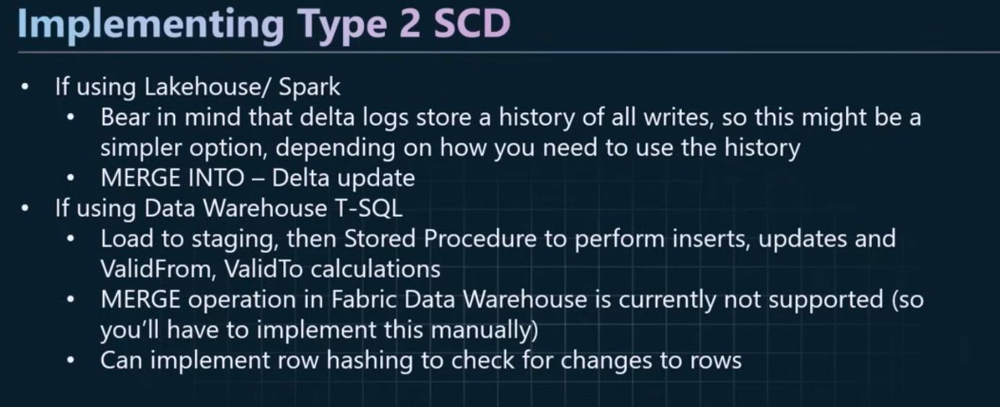 Implementing Type 2 SCD
• If using Lakehouse/ Spark
• Bear in mind that delta logs store a history of all writes, so this might be a
simpler option, depending on how you need to use the history
• MERGE INTO – Delta update
• If using Data Warehouse T-SQL
• Load to staging, then Stored Procedure to perform inserts, updates and
ValidFrom, ValidTo calculations
• MERGE operation in Fabric Data Warehouse is currently not supported (so
you’ll have to implement this manually)
• Can implement row hashing to check for changes to rows